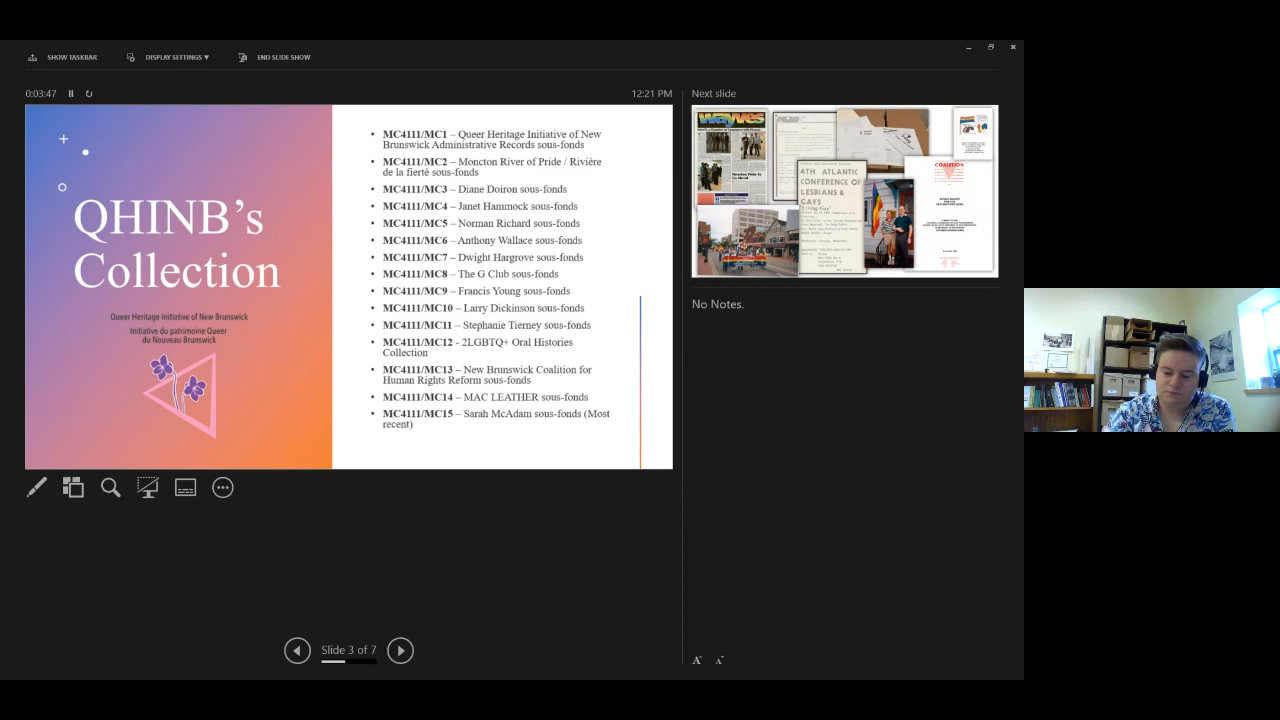 SHOW TASKBAR
DISPLAY SETTINGS ▾
END SLIDE SHOW
0:03:47
12:21 PM
QHINB's
Collection
Queer Heritage Initiative of New Brunswick
Initiative du patrimoine Queer
du Nouveau-Brunswick
• MC4111/MC1 – Queer Heritage Initiative of New
Brunswick Administrative Records sous-fonds
• MC4111/MC2 – Moncton River of Pride / Rivière
de la fierté sous-fonds
• MC4111/MC3 – Diane Doiron sous-fonds
• MC4111/MC4 – Janet Hammock sous-fonds
• MC4111/MC5 – Norman Richard sous-fonds
• MC4111/MC6 – Anthony Wallace sous-fonds
• MC4111/MC7 – Dwight Hargrove sous-fonds
• MC4111/MC8 – The G Club sous-fonds
• MC4111/MC9 – Francis Young sous-fonds
• MC4111/MC10 – Larry Dickinson sous-fonds
• MC4111/MC11 – Stephanie Tierney sous-fonds
• MC4111/MC12 - 2LGBTQ+ Oral Histories
Collection
• MC4111/MC13 – New Brunswick Coalition for
Human Rights Reform sous-fonds
• MC4111/MC14 – MAC LEATHER sous-fonds
• MC4111/MC15 – Sarah McAdam sous-fonds (Most
recent)
Slide 3 of 7
Next slide
wayves
4TH ATLANTIC
CONFERENCE OF
LESBIANS &
GAYS
"Living Gay"
COALITION
No Notes.
A
A